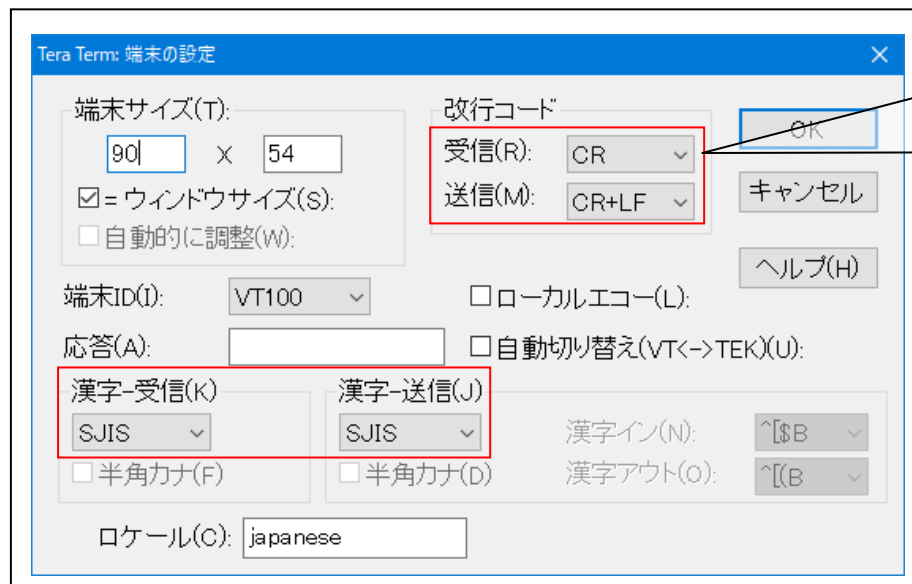 Tera Term: 端末の設定
端末サイズ(T):
90 X 54
= ウィンドウサイズ(S):
自動的に調整(W):
改行コード
受信(R): CR
送信(M): CR+LF
OK
キャンセル
ヘルプ(H)
端末ID(I): VT100
ローカルエコー(L):
応答(A):
自動切り替え(VT<->TEK)(U):
漢字-受信(K)
SJIS
半角カナ(F)
漢字-送信(J)
SJIS
半角カナ(D)
漢字イン(N): ^[$B
漢字アウト(O): ^[(B
ロケール(C): japanese